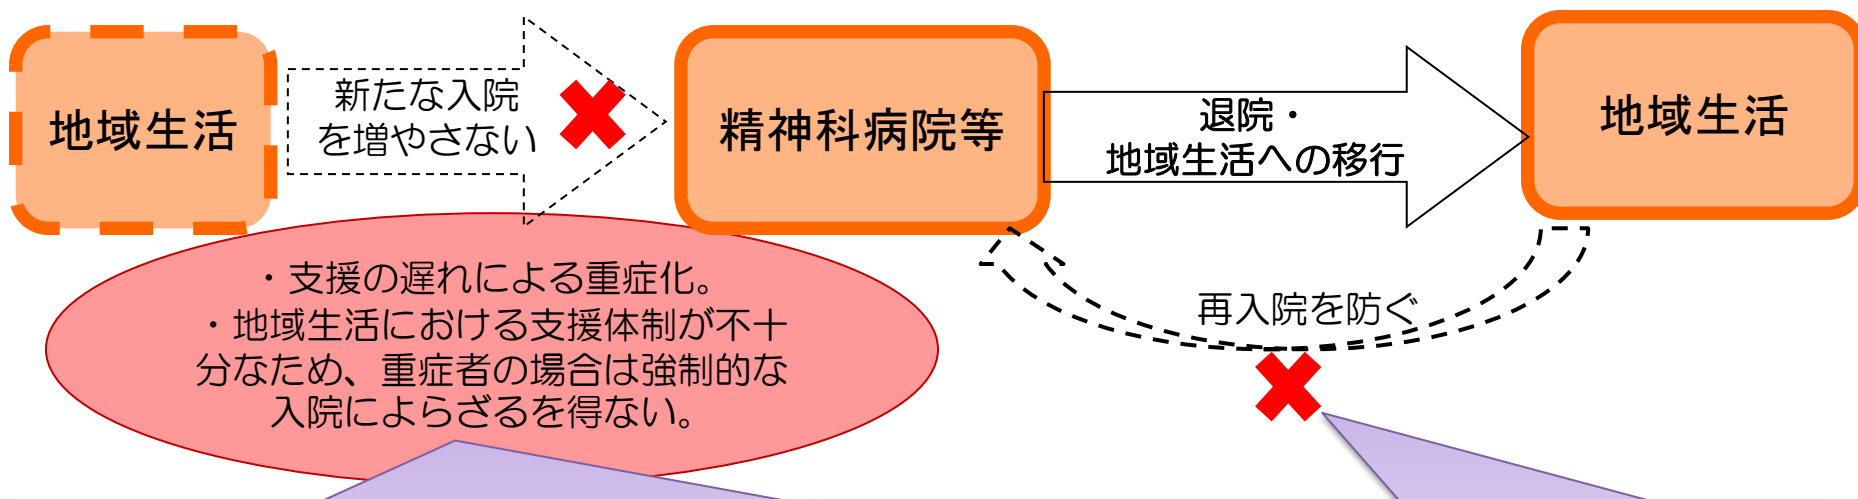 地域生活
新たな入院
を増やさない
精神科病院等
退院・
地域生活への移行
地域生活
・支援の遅れによる重症化。
・地域生活における支援体制が不十
分なため、重症者の場合は強制的な
入院によらざるを得ない。
再入院を防ぐ